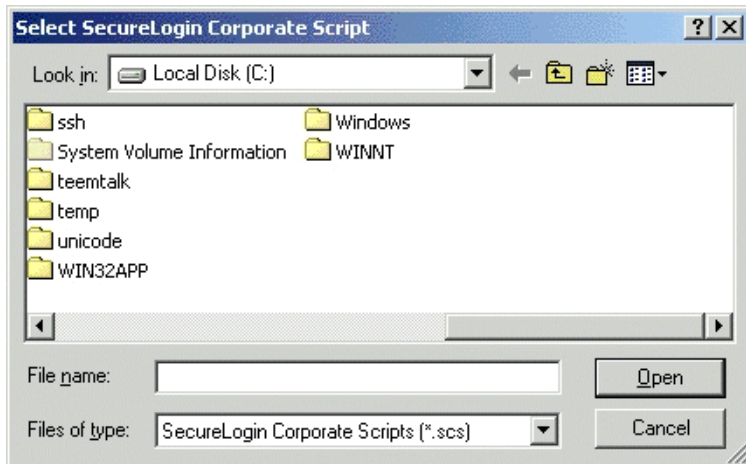 Select SecureLogin Corporate Script
Look in: Local Disk (C:)
ssh
System Volume Information
teemtalk
temp
unicode
WIN32APP
Windows
WINNT
File name:
Open
Files of type: SecureLogin Corporate Scripts (*.scs)
Cancel